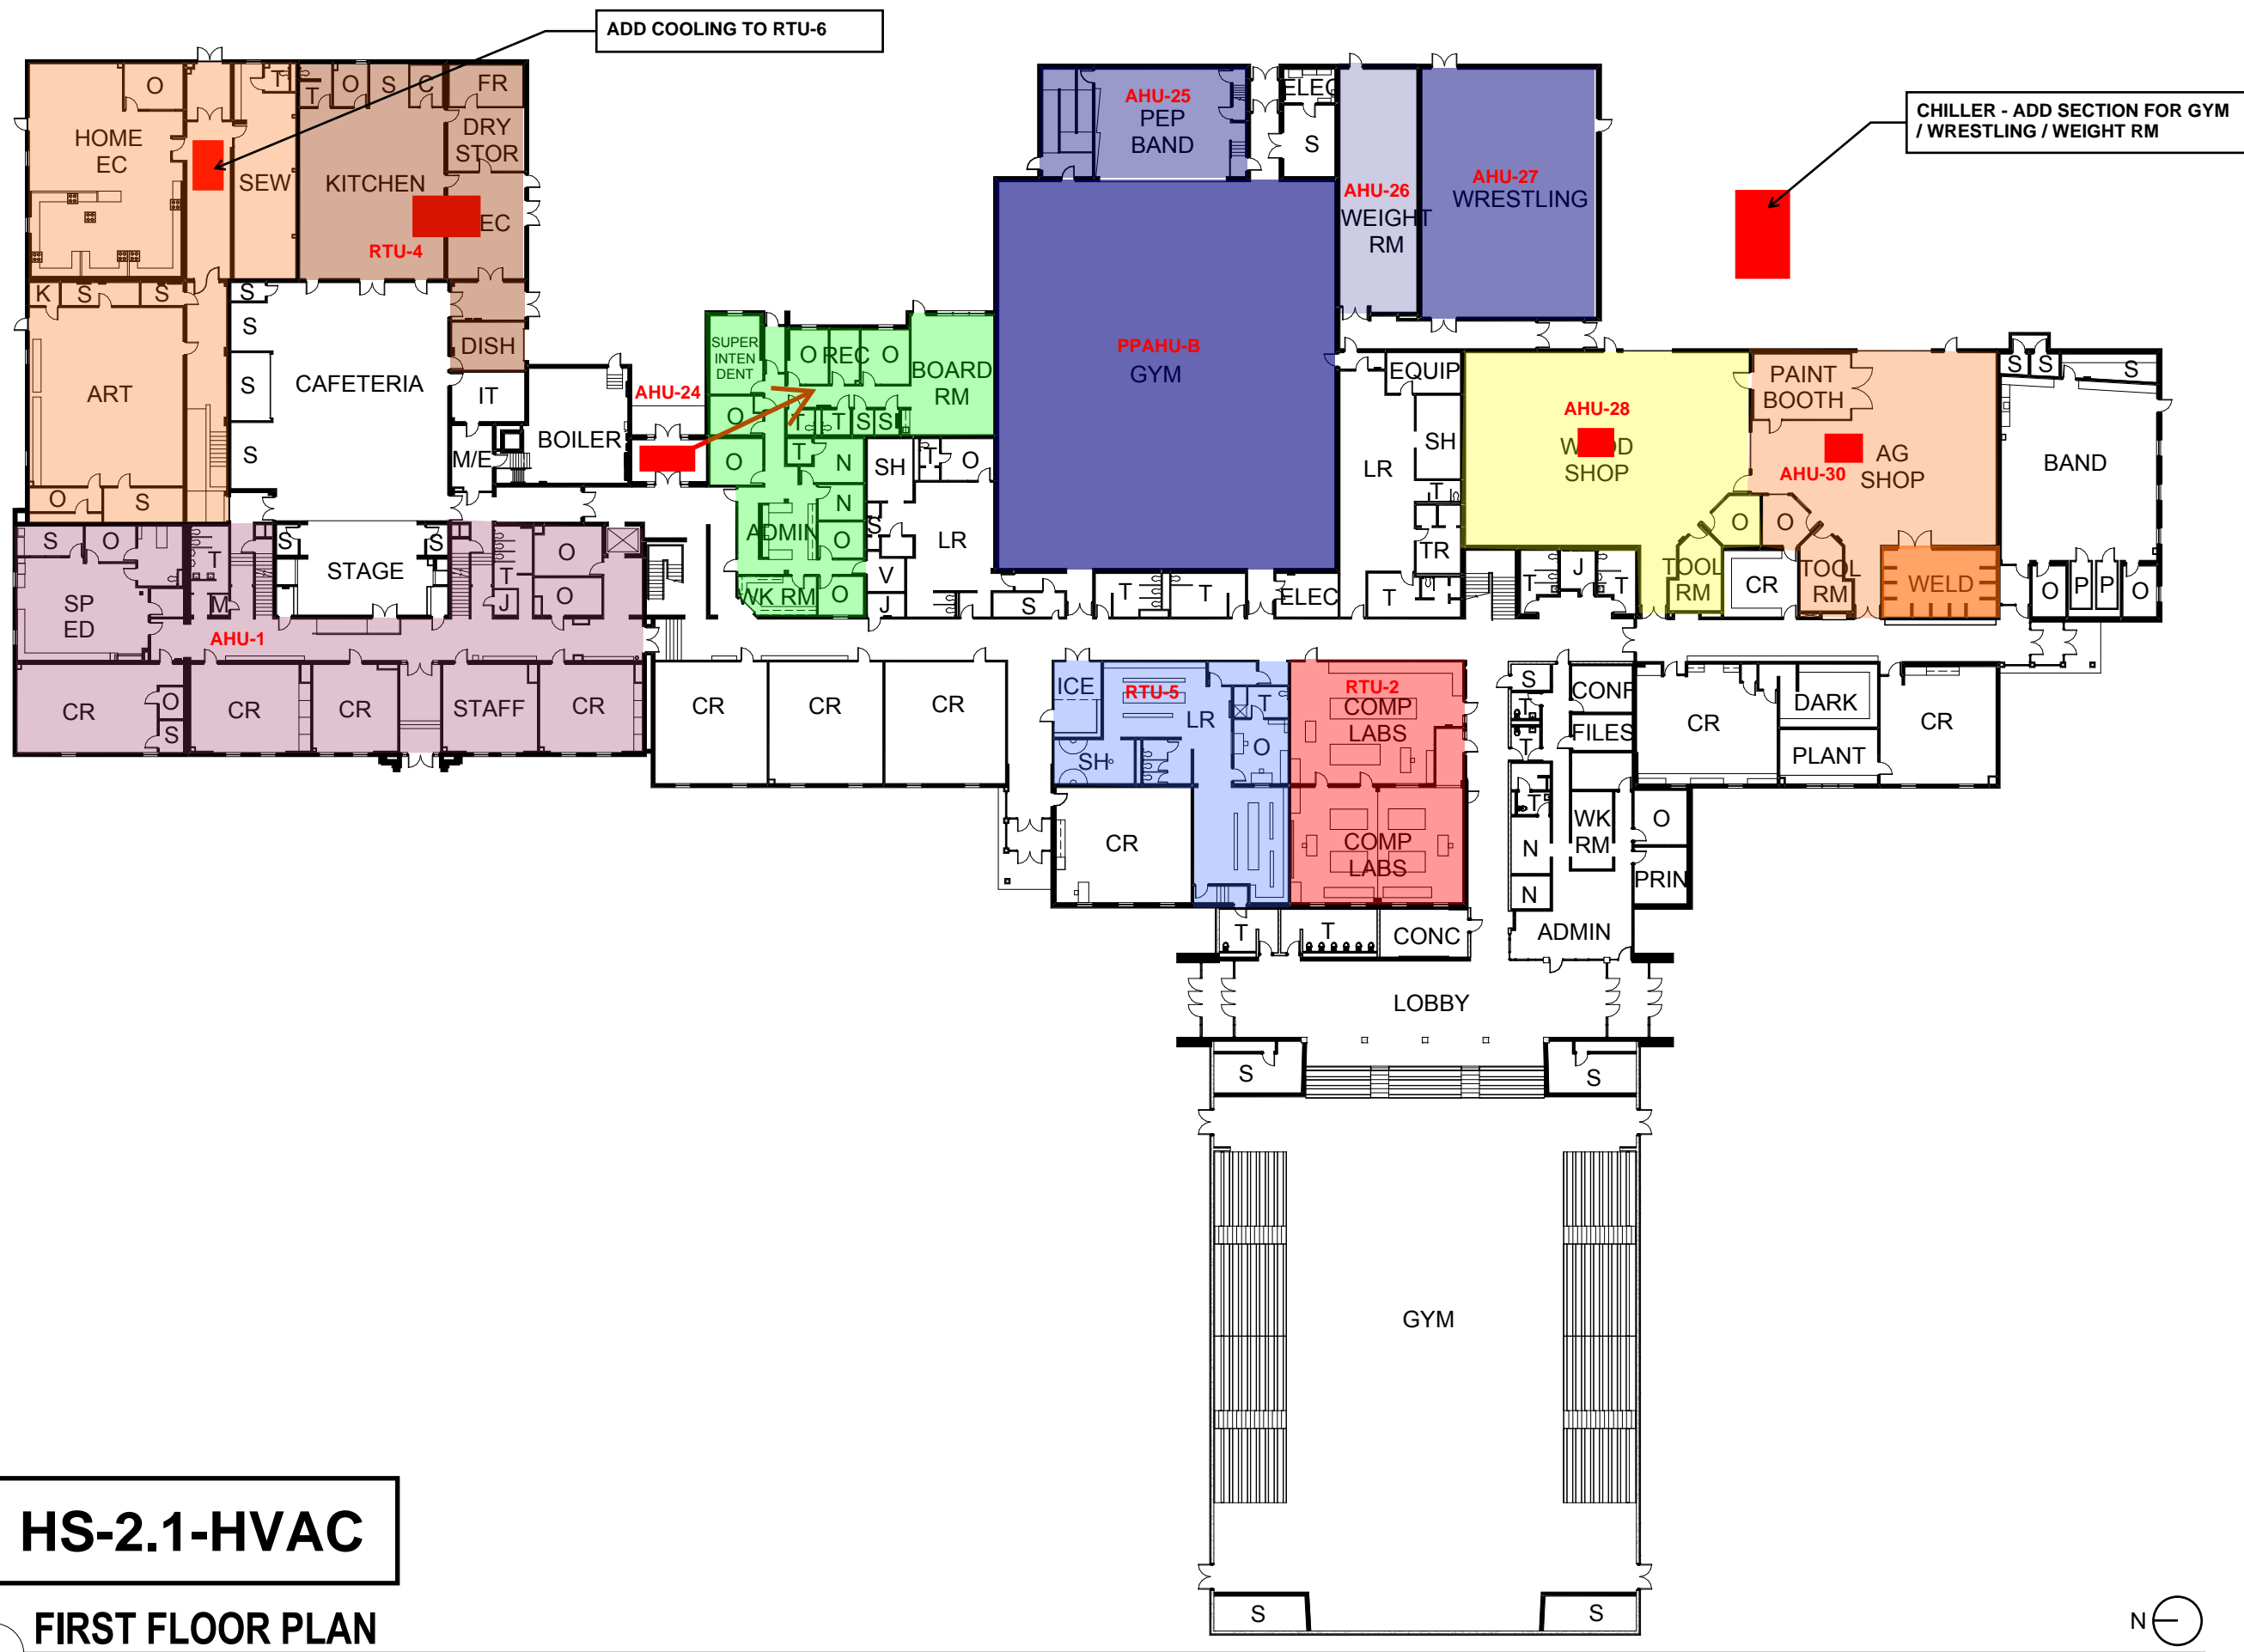 ADD COOLING TO RTU-6
CHILLER - ADD SECTION FOR GYM
/ WRESTLING / WEIGHT RM
HOME
EC
O
T
SEW
T
O
S
C
FR
DRY
STOR
KITCHEN
EC
RTU-4
DISH
K
S
S
ART
O
S
S
S
S
S
CAFETERIA
IT
M/E
BOILER
AHU-24
SUPER
INTEN
DENT
O
REC
O
BOARD
RM
O
T
T
S
S
O
T
N
N
ADMIN
O
WK RM
O
SH
T
O
S
LR
V
J
AHU-25
PEP
BAND
ELEC
S
AHU-26
WEIGHT
RM
AHU-27
WRESTLING
PPAHU-B
GYM
EQUIP
SH
LR
T
TR
T
T
S
T
T
ELEC
AHU-28
WOOD
SHOP
O
TOOL
RM
T
J
T
CR
PAINT
BOOTH
AG
SHOP
AHU-30
O
TOOL
RM
WELD
S
S
S
BAND
O
P
P
O
S
O
T
M
SP
ED
AHU-1
S
STAGE
S
T
J
O
O
CR
O
S
CR
CR
STAFF
CR
CR
CR
CR
ICE
RTU-5
LR
T
O
SH
CR
RTU-2
COMP
LABS
COMP
LABS
S
T
T
T
N
N
CONF
FILES
WK
RM
O
PRIN
ADMIN
CR
DARK
PLANT
CR
T
T
CONC
LOBBY
S
S
GYM
S
S
HS-2.1-HVAC
FIRST FLOOR PLAN
N